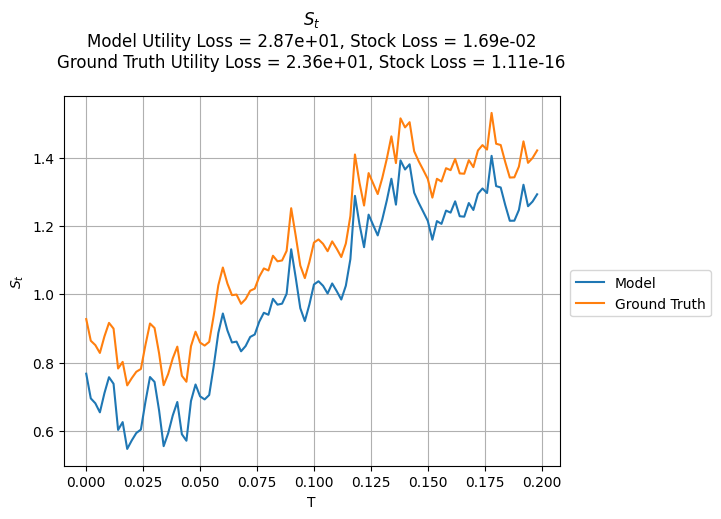 S_t
Model Utility Loss = 2.87e+01, Stock Loss = 1.69e-02
Ground Truth Utility Loss = 2.36e+01, Stock Loss = 1.11e-16
1.4
1.2
1.0
0.8
0.6
S_t
0.000 0.025 0.050 0.075 0.100 0.125 0.150 0.175 0.200
T
Model
Ground Truth